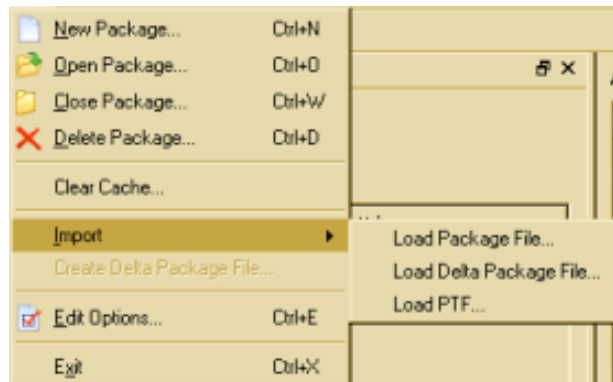 New Package... Ctrl+N
Open Package... Ctrl+O
Close Package... Ctrl+W
Delete Package... Ctrl+D
Clear Cache...
Import
Load Package File...
Create Delta Package File...
Load Delta Package File...
Load PTF...
Edit Options... Ctrl+E
Exit Ctrl+X